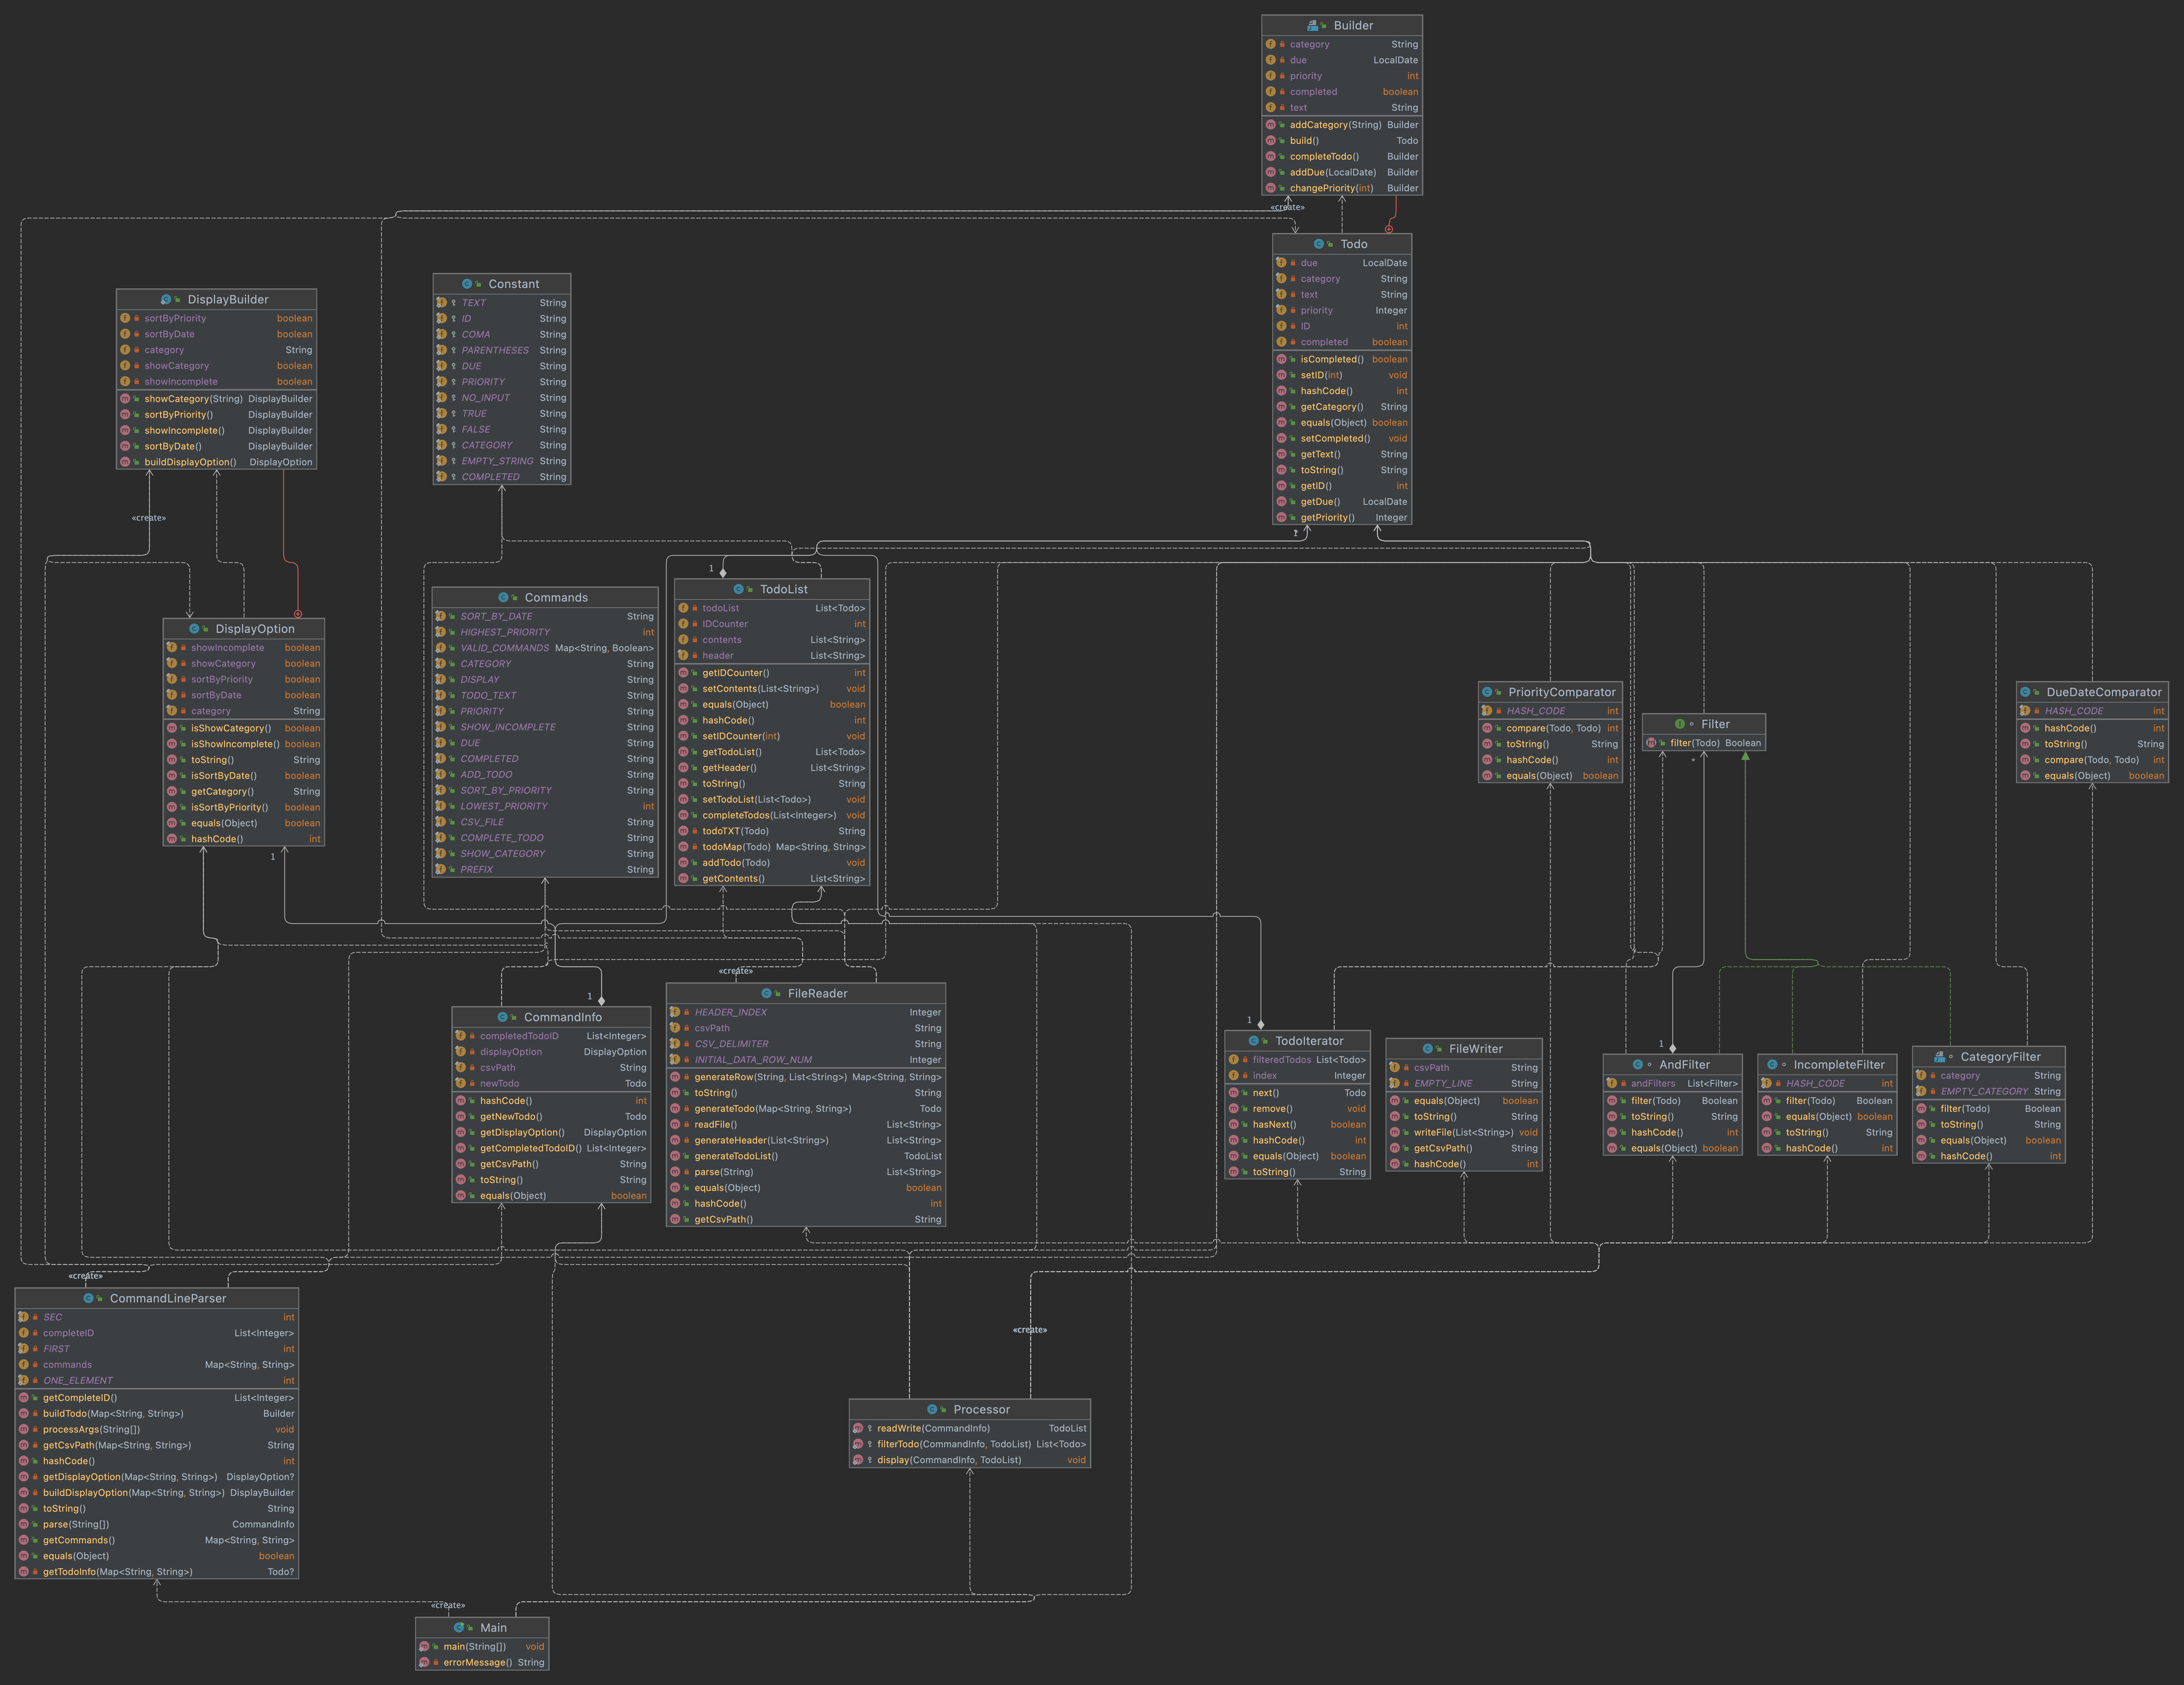 Builder
category String
due LocalDate
priority int
completed boolean
text String
addCategory(String) Builder
build() Todo
completeTodo() Builder
addDue(LocalDate) Builder
changePriority(int) Builder
«create»
Todo
due LocalDate
category String
text String
priority Integer
ID int
completed boolean
isCompleted() boolean
setID(int) void
hashCode() int
getCategory() String
equals(Object) boolean
setCompleted() void
getText() String
toString() String
getID() int
getDue() LocalDate
getPriority() Integer
Constant
TEXT String
ID String
COMA String
PARENTHESES String
DUE String
PRIORITY String
NO_INPUT String
TRUE String
FALSE String
CATEGORY String
EMPTY_STRING String
COMPLETED String
DisplayBuilder
sortByPriority boolean
sortByDate boolean
category String
showCategory boolean
showIncomplete boolean
showCategory(String) DisplayBuilder
sortByPriority() DisplayBuilder
showIncomplete() DisplayBuilder
sortByDate() DisplayBuilder
buildDisplayOption() DisplayOption
«create»
1
TodoList
todoList List<Todo>
IDCounter int
contents List<String>
header List<String>
getIDCounter() int
setContents(List<String>) void
equals(Object) boolean
hashCode() int
setIDCounter(int) void
getTodoList() List<Todo>
getHeader() List<String>
toString() String
setTodoList(List<Todo>) void
completeTodos(List<Integer>) void
todoTXT(Todo) String
todoMap(Todo) Map<String, String>
addTodo(Todo) void
getContents() List<String>
Commands
SORT_BY_DATE String
HIGHEST_PRIORITY int
VALID_COMMANDS Map<String, Boolean>
CATEGORY String
DISPLAY String
TODO_TEXT String
PRIORITY String
SHOW_INCOMPLETE String
DUE String
COMPLETED String
ADD_TODO String
SORT_BY_PRIORITY String
LOWEST_PRIORITY int
CSV_FILE String
COMPLETE_TODO String
SHOW_CATEGORY String
PREFIX String
DisplayOption
showIncomplete boolean
showCategory boolean
sortByPriority boolean
sortByDate boolean
category String
isShowCategory() boolean
isShowIncomplete() boolean
toString() String
isSortByDate() boolean
getCategory() String
isSortByPriority() boolean
equals(Object) boolean
hashCode() int
1
PriorityComparator
HASH_CODE int
compare(Todo, Todo) int
toString() String
hashCode() int
equals(Object) boolean
Filter
filter(Todo) Boolean
*
DueDateComparator
HASH_CODE int
hashCode() int
toString() String
compare(Todo, Todo) int
equals(Object) boolean
«create»
FileReader
HEADER_INDEX Integer
csvPath String
CSV_DELIMITER String
INITIAL_DATA_ROW_NUM Integer
generateRow(String, List<String>) Map<String, String>
toString() String
generateTodo(Map<String, String>) Todo
readFile() List<String>
generateHeader(List<String>) List<String>
generateTodoList() TodoList
parse(String) List<String>
equals(Object) boolean
hashCode() int
getCsvPath() String
1
CommandInfo
completedTodoID List<Integer>
displayOption DisplayOption
csvPath String
newTodo Todo
hashCode() int
getNewTodo() Todo
getDisplayOption() DisplayOption
getCompletedTodoID() List<Integer>
getCsvPath() String
toString() String
equals(Object) boolean
1
TodoIterator
filteredTodos List<Todo>
index Integer
next() Todo
remove() void
hasNext() boolean
hashCode() int
equals(Object) boolean
toString() String
FileWriter
csvPath String
EMPTY_LINE String
equals(Object) boolean
toString() String
writeFile(List<String>) void
getCsvPath() String
hashCode() int
1
AndFilter
andFilters List<Filter>
filter(Todo) Boolean
toString() String
hashCode() int
equals(Object) boolean
IncompleteFilter
HASH_CODE int
filter(Todo) Boolean
equals(Object) boolean
toString() String
hashCode() int
CategoryFilter
category String
EMPTY_CATEGORY String
filter(Todo) Boolean
toString() String
equals(Object) boolean
hashCode() int
«create»
CommandLineParser
SEC int
completeID List<Integer>
FIRST int
commands Map<String, String>
ONE_ELEMENT int
getCompleteID() List<Integer>
buildTodo(Map<String, String>) Builder
processArgs(String[]) void
getCsvPath(Map<String, String>) String
hashCode() int
getDisplayOption(Map<String, String>) DisplayOption?
buildDisplayOption(Map<String, String>) DisplayBuilder
toString() String
parse(String[]) CommandInfo
getCommands() Map<String, String>
equals(Object) boolean
getTodoInfo(Map<String, String>) Todo?
«create»
Processor
readWrite(CommandInfo) TodoList
filterTodo(CommandInfo, TodoList) List<Todo>
display(CommandInfo, TodoList) void
«create»
Main
main(String[]) void
errorMessage() String